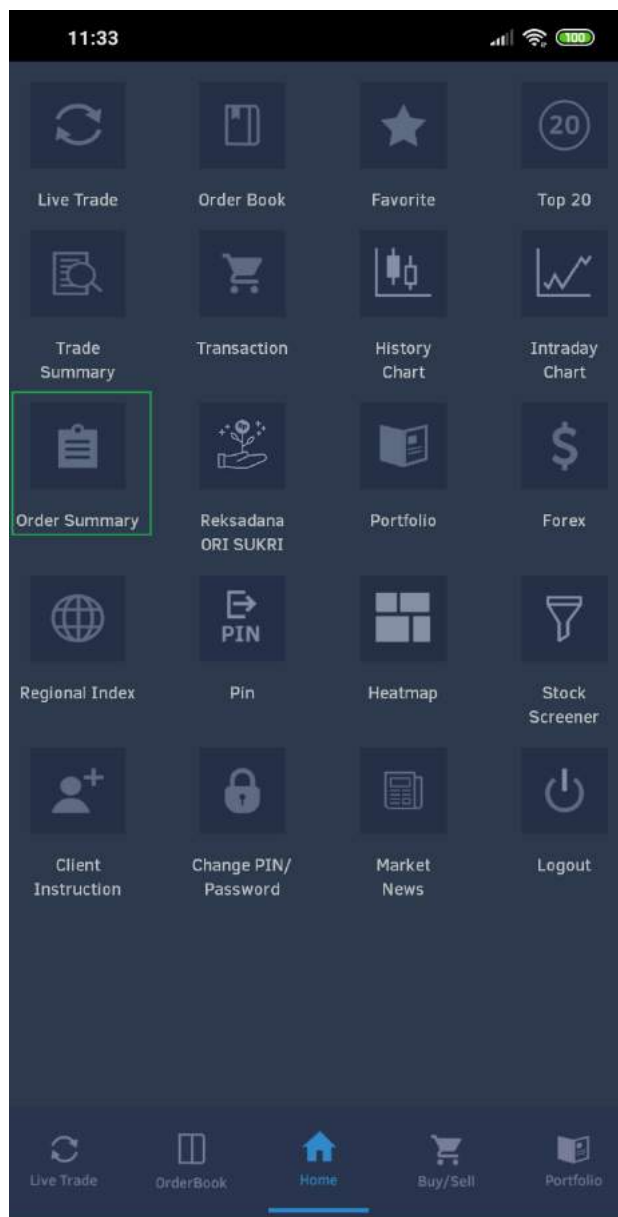 11:33
100
20
Live Trade
Order Book
Favorite
Top 20
Trade
Summary
Transaction
History
Chart
Intraday
Chart
Order Summary
Reksadana
ORI SUKRI
Portfolio
$
Forex
PIN
Regional Index
Pin
Heatmap
Stock
Screener
Client
Instruction
Change PIN/
Password
Market
News
Logout
Live Trade
OrderBook
Home
Buy/Sell
Portfolio